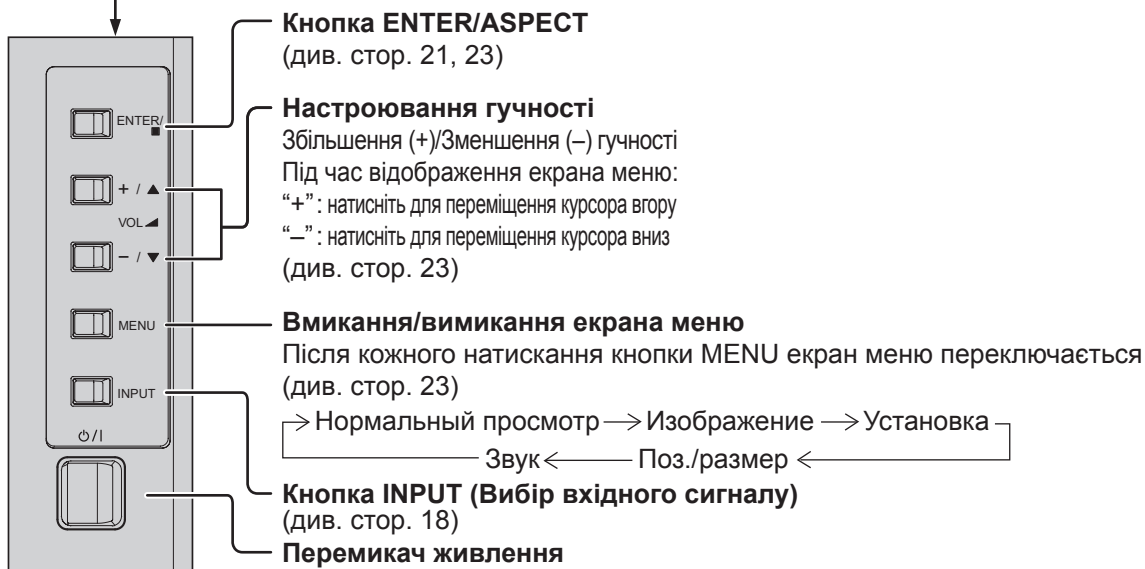 Кнопка ENTER/ASPECT
(див. стор. 21, 23)
Настроювання гучності
Збільшення (+)/Зменшення (–) гучності
Під час відображення екрана меню:
“+” : натисніть для переміщення курсора вгору
“–” : натисніть для переміщення курсора вниз
(див. стор. 23)
Вмикання/вимикання екрана меню
Після кожного натискання кнопки MENU екран меню переключається
(див. стор. 23)
Нормальный просмотр Изображение Установка
Звук Поз./размер
Кнопка INPUT (Вибір вхідного сигналу)
(див. стор. 18)
Перемикач живлення
ENTER/
■
+ / ▲
VOL
– / ▼
MENU
INPUT
⏻/I